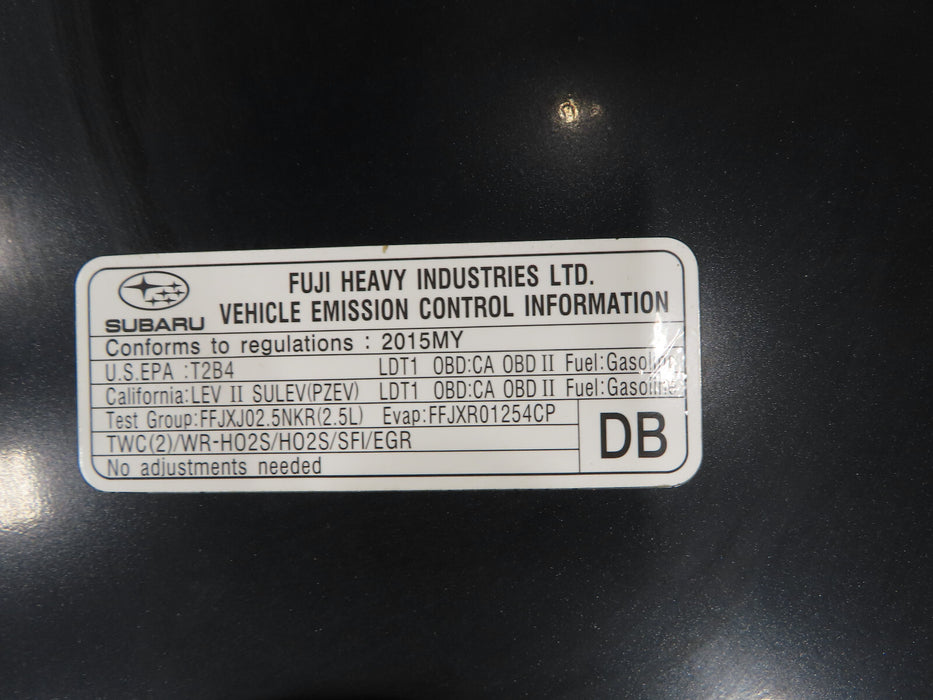 SUBARU
FUJI HEAVY INDUSTRIES LTD.
VEHICLE EMISSION CONTROL INFORMATION
Conforms to regulations : 2015MY
U.S.EPA :T2B4 LDT1 OBD:CA OBD II Fuel:Gasoline
California:LEV II SULEV(PZEV) LDT1 OBD:CA OBD II Fuel:Gasoline
Test Group:FFJXJ02.5NKR(2.5L) Evap:FFJXR01254CP
TWC(2)/WR-HO2S/HO2S/SFI/EGR
No adjustments needed
DB